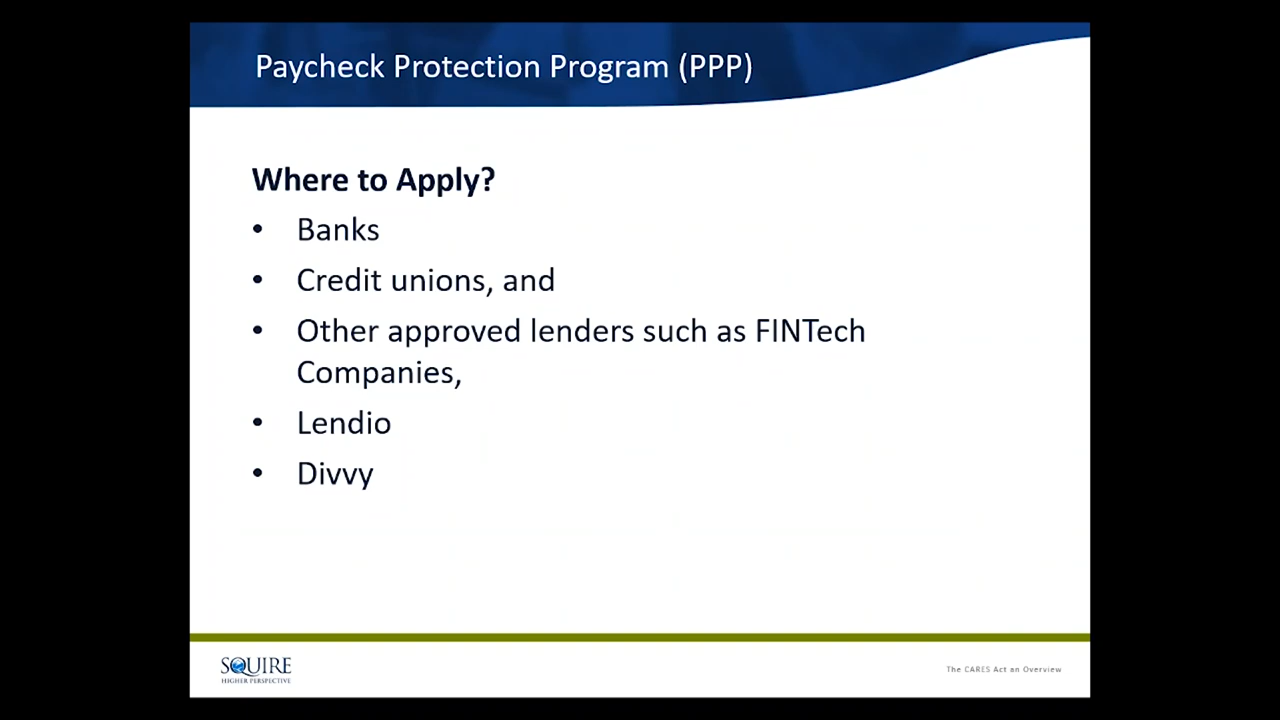 Paycheck Protection Program (PPP)
Where to Apply?
• Banks
• Credit unions, and
• Other approved lenders such as FINTech
Companies,
• Lendio
• Divvy
SQUIRE
HIGHER PERSPECTIVE
The CARES Act an Overview